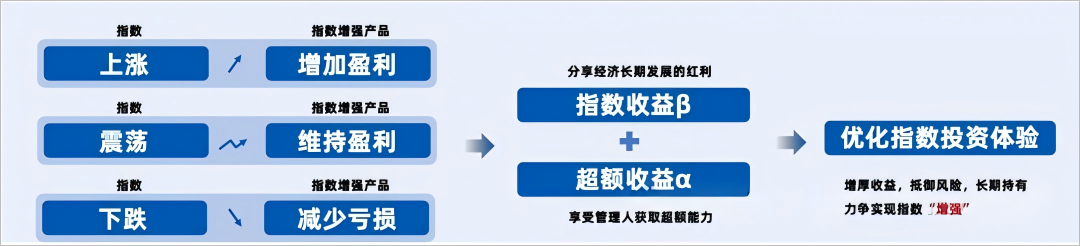 指数
指数增强产品
上涨
增加盈利
指数
指数增强产品
震荡
维持盈利
指数
指数增强产品
下跌
减少亏损
分享经济长期发展的红利
指数收益β
超额收益α
享受管理人获取超额能力
优化指数投资体验
增厚收益，抵御风险，长期持有
力争实现指数“增强”